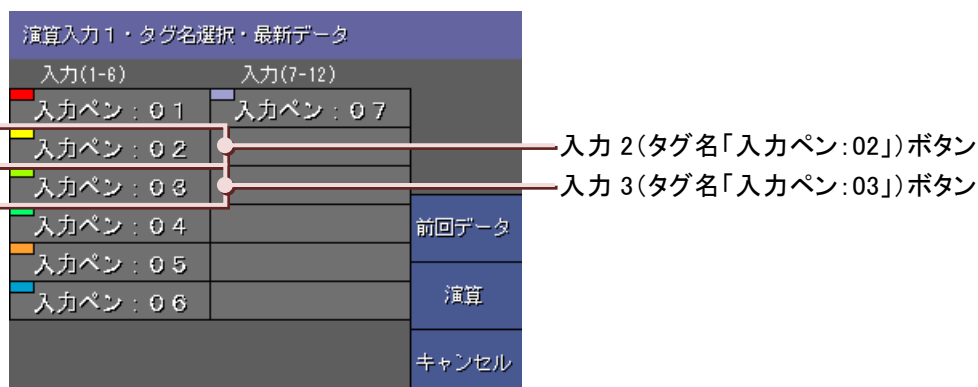 演算入力1・タグ名選択・最新データ
入力(1-6) 入力(7-12)
入力ペン:01 入力ペン:07
入力ペン:02
入力ペン:03
入力ペン:04
入力ペン:05
入力ペン:06
前回データ
演算
キャンセル
入力 2(タグ名「入力ペン:02」)ボタン
入力 3(タグ名「入力ペン:03」)ボタン